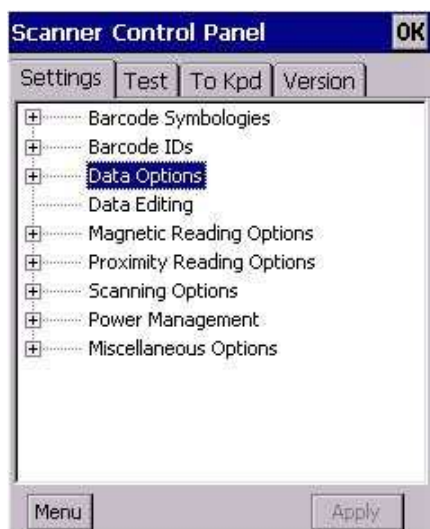 Scanner Control Panel OK
Settings Test To Kpd Version
Barcode Symbologies
Barcode IDs
Data Options
Data Editing
Magnetic Reading Options
Proximity Reading Options
Scanning Options
Power Management
Miscellaneous Options
Menu Apply